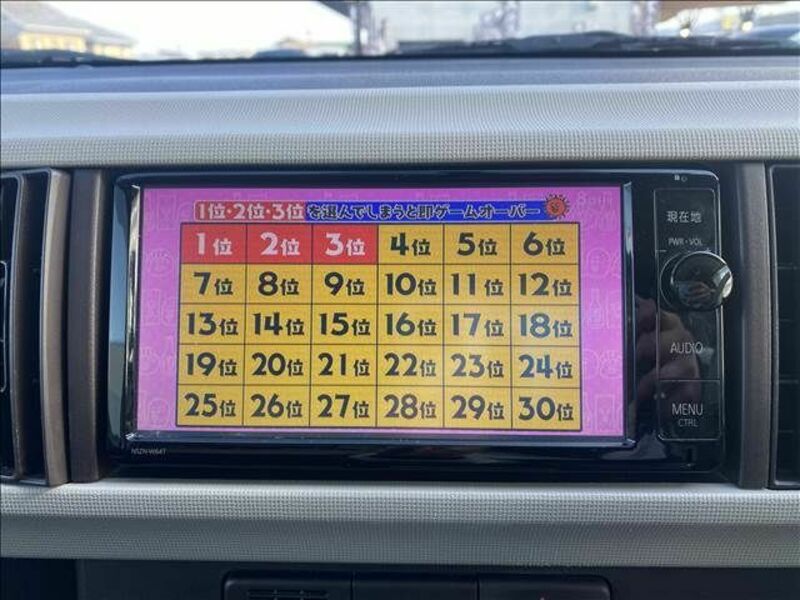 1位・2位・3位を選んでしまうと即ゲームオーバー
1位 2位 3位 4位 5位 6位
7位 8位 9位 10位 11位 12位
13位 14位 15位 16位 17位 18位
19位 20位 21位 22位 23位 24位
25位 26位 27位 28位 29位 30位
現在地
PWR・VOL
AUDIO
MENU
CTRL
NSZN-W64T